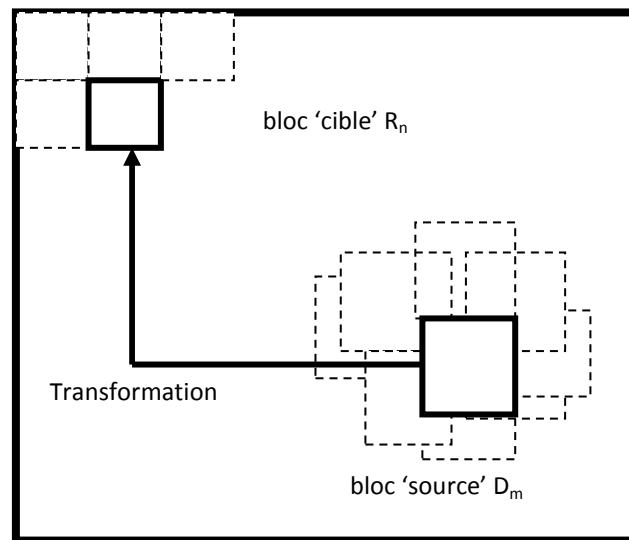 bloc ‘cible’ Rₙ
Transformation
bloc ‘source’ Dₘ